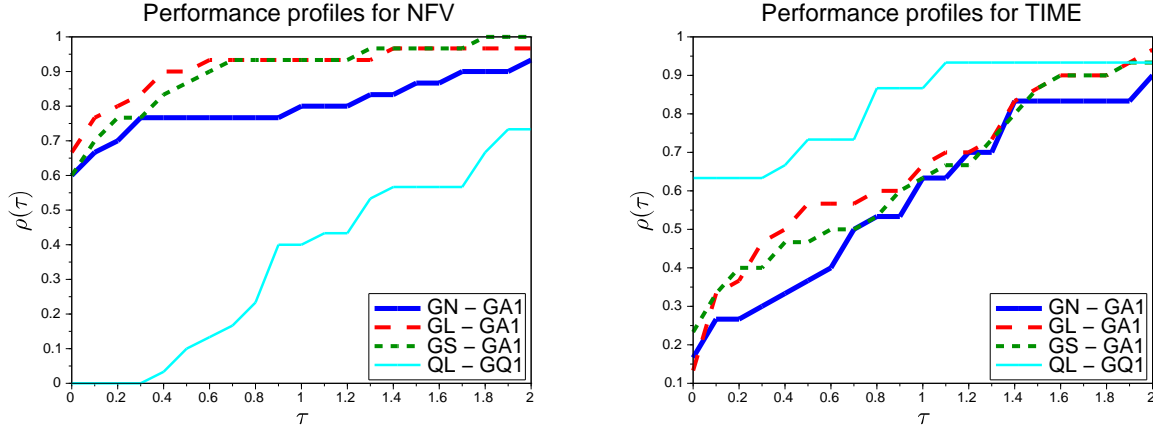 Performance profiles for NFV
1
0.9
0.8
0.7
0.6
0.5
0.4
0.3
0.2
0.1
0
ρ(τ)
0 0.2 0.4 0.6 0.8 1 1.2 1.4 1.6 1.8 2
τ
GN – GA1
GL – GA1
GS – GA1
QL – GQ1
Performance profiles for TIME
1
0.9
0.8
0.7
0.6
0.5
0.4
0.3
0.2
0.1
ρ(τ)
0 0.2 0.4 0.6 0.8 1 1.2 1.4 1.6 1.8 2
τ
GN – GA1
GL – GA1
GS – GA1
QL – GQ1